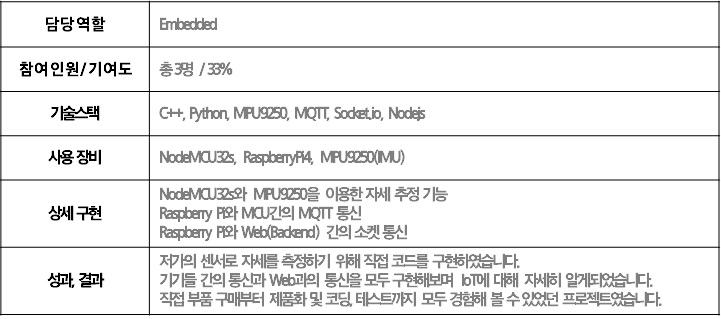 담당 역할 Embedded
참여 인원/ 기여도 총 3명 / 33%
기술스택 C++, Python, MPU9250, MQTT, Socket.io, Nodejs
사용 장비 NodeMCU32s, RaspberryPi4, MPU9250(IMU)
NodeMCU32s와 MPU9250을 이용한 자세 추정 기능
상세 구현 Raspberry Pi와 MCU간의 MQTT 통신
Raspberry Pi와 Web(Backend) 간의 소켓 통신
저가의 센서로 자세를 측정하기 위해 직접 코드를 구현하였습니다.
성과, 결과 기기들 간의 통신과 Web과의 통신을 모두 구현해보며 IoT에 대해 자세히 알게되었습니다.
직접 부품 구매부터 제품화 및 코딩, 테스트까지 모두 경험해 볼 수 있었던 프로젝트였습니다.